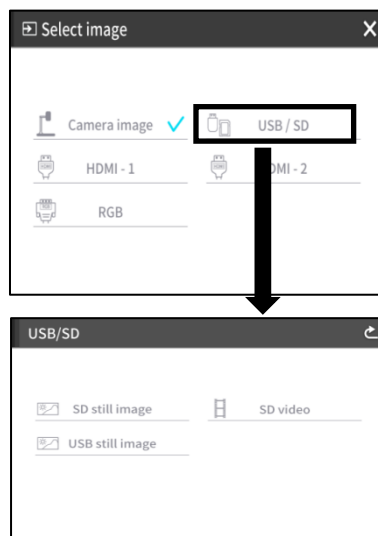 Select image
Camera image
USB / SD
HDMI - 1
DMI - 2
RGB
USB/SD
SD still image
SD video
USB still image